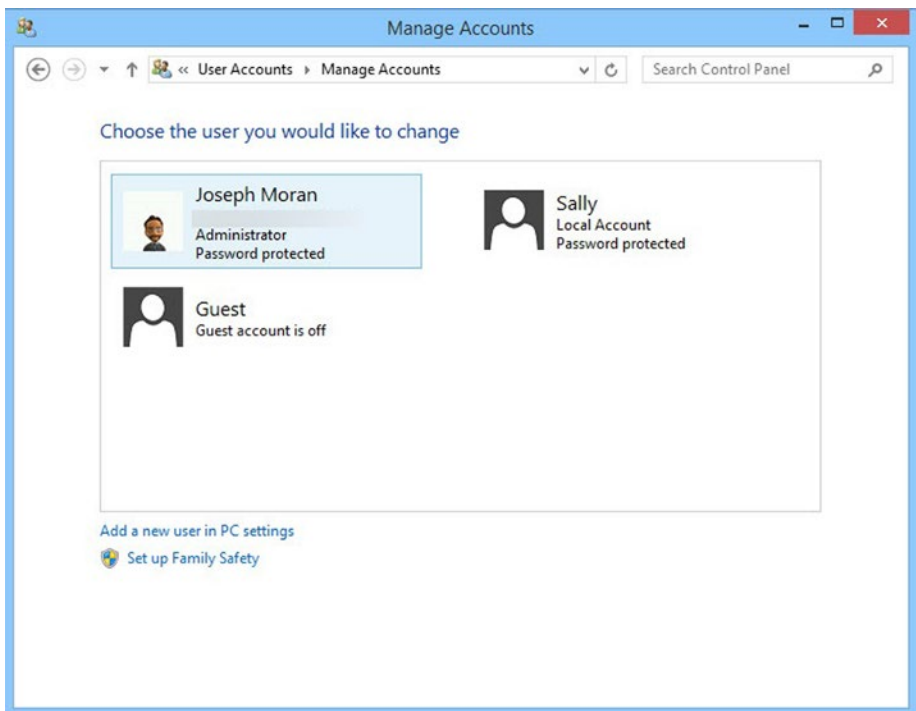 Manage Accounts
« User Accounts ▸ Manage Accounts
Search Control Panel
Choose the user you would like to change
Joseph Moran
Administrator
Password protected
Sally
Local Account
Password protected
Guest
Guest account is off
Add a new user in PC settings
Set up Family Safety